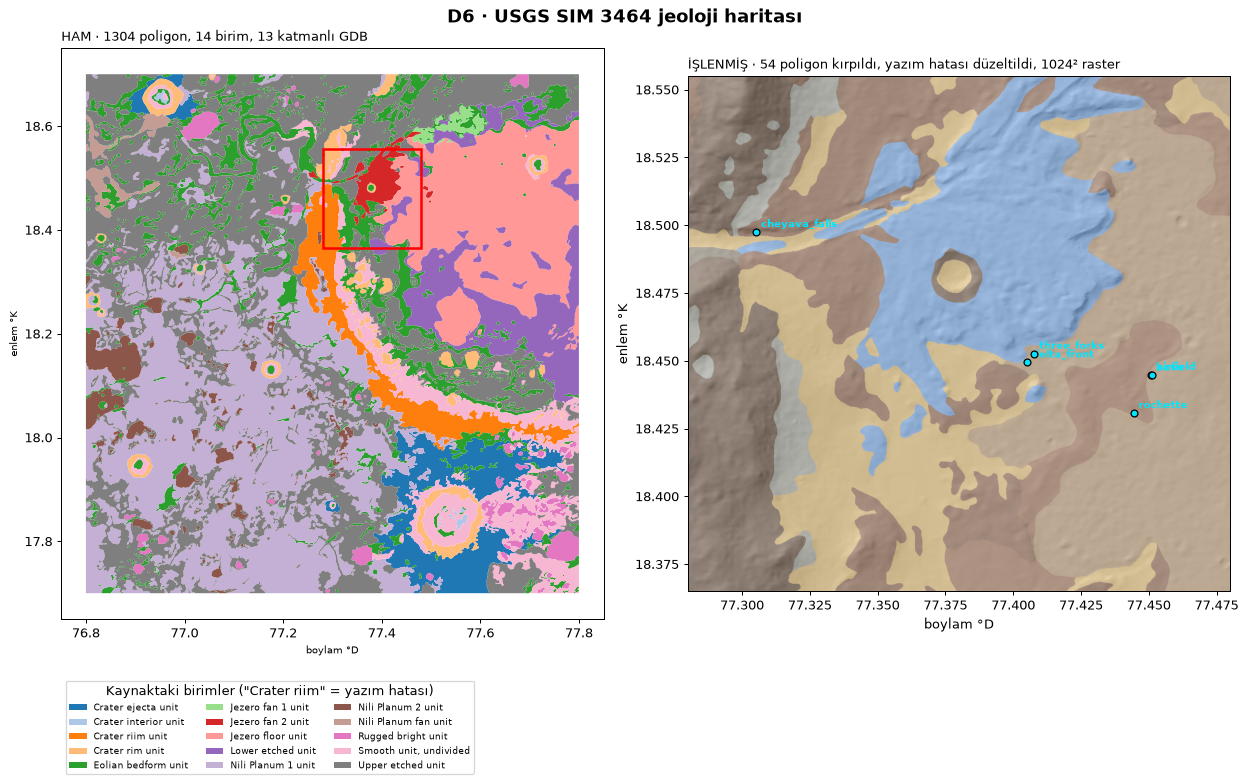 D6 · USGS SIM 3464 jeoloji haritası
HAM · 1304 poligon, 14 birim, 13 katmanlı GDB
İŞLENMİŞ · 54 poligon kırpıldı, yazım hatası düzeltildi, 1024² raster
enlem °K
18.6
18.4
18.2
18.0
17.8
76.8 77.0 77.2 77.4 77.6 77.8
boylam °D
enlem °K
18.550
18.525
18.500
18.475
18.450
18.425
18.400
18.375
77.300 77.325 77.350 77.375 77.400 77.425 77.450 77.475
boylam °D
cheyava_falls
three_forks
Kaynaktaki birimler ("Crater riim" = yazım hatası)
Crater ejecta unit
Crater interior unit
Crater riim unit
Crater rim unit
Eolian bedform unit
Jezero fan 1 unit
Jezero fan 2 unit
Jezero floor unit
Lower etched unit
Nili Planum 1 unit
Nili Planum 2 unit
Nili Planum fan unit
Rugged bright unit
Smooth unit, undivided
Upper etched unit